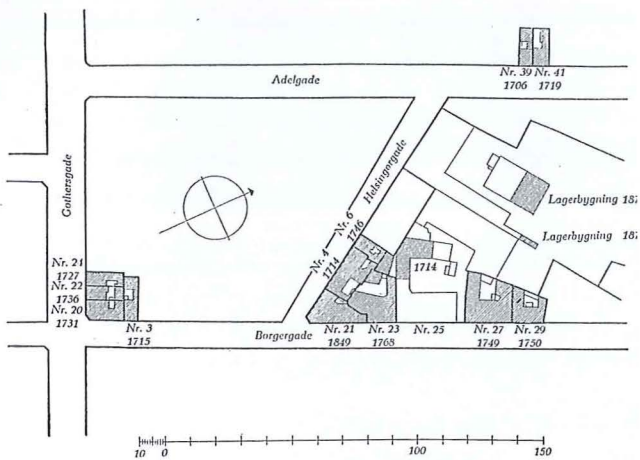 Nr. 39 Nr. 41
1706 1719
Adelgade
Gothersgade
Helsingørgade
Lagerbygning 187
Lagerbygning 187
Nr. 6
1746
Nr. 4
1714
1714
Nr. 21
1727
Nr. 22
1736
Nr. 20
1731
Nr. 3
1715
Borgergade
Nr. 21 Nr. 23 Nr. 25 Nr. 27 Nr. 29
1849 1768 1749 1750
10 0 100 150